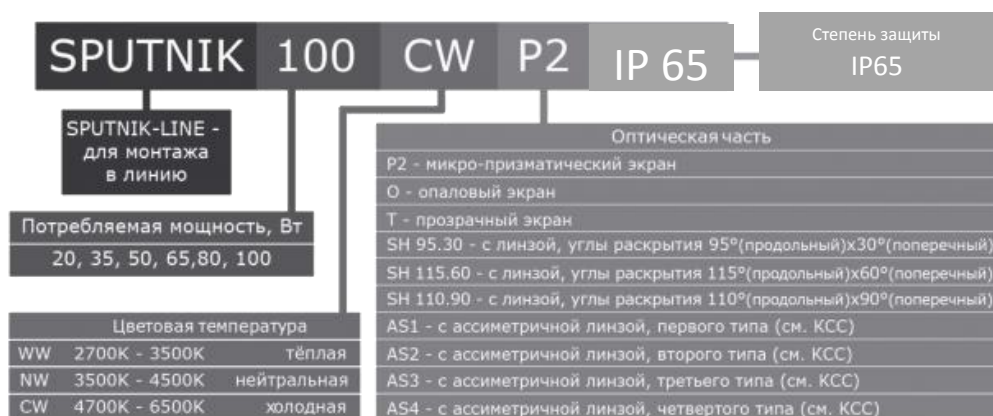 SPUTNIK 100 CW P2 IP 65
Степень защиты
IP65
SPUTNIK-LINE -
для монтажа
в линию
Потребляемая мощность, Вт
20, 35, 50, 65,80, 100
Цветовая температура
WW 2700K - 3500K тёплая
NW 3500K - 4500K нейтральная
CW 4700K - 6500K холодная
Оптическая часть
P2 - микро-призматический экран
О - опаловый экран
Т - прозрачный экран
SH 95.30 - с линзой, углы раскрытия 95°(продольный)х30°(поперечный)
SH 115.60 - с линзой, углы раскрытия 115°(продольный)х60°(поперечный)
SH 110.90 - с линзой, углы раскрытия 110°(продольный)х90°(поперечный)
AS1 - с ассиметричной линзой, первого типа (см. КСС)
AS2 - с ассиметричной линзой, второго типа (см. КСС)
AS3 - с ассиметричной линзой, третьего типа (см. КСС)
AS4 - с ассиметричной линзой, четвертого типа (см. КСС)